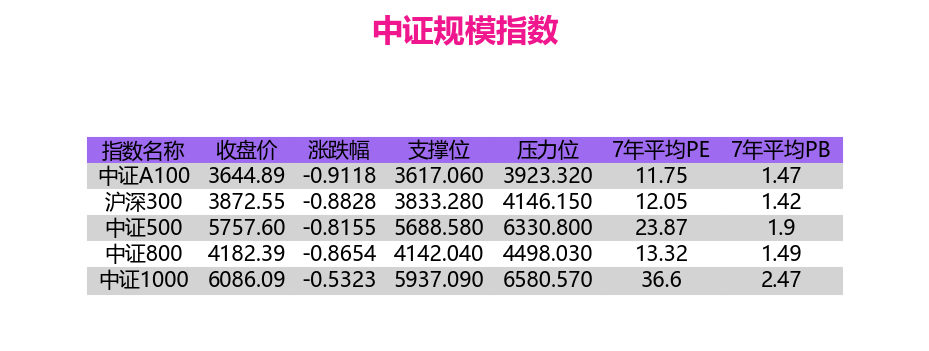 中证规模指数
指数名称 收盘价 涨跌幅 支撑位 压力位 7年平均PE 7年平均PB
中证A100 3644.89 -0.9118 3617.060 3923.320 11.75 1.47
沪深300 3872.55 -0.8828 3833.280 4146.150 12.05 1.42
中证500 5757.60 -0.8155 5688.580 6330.800 23.87 1.9
中证800 4182.39 -0.8654 4142.040 4498.030 13.32 1.49
中证1000 6086.09 -0.5323 5937.090 6580.570 36.6 2.47